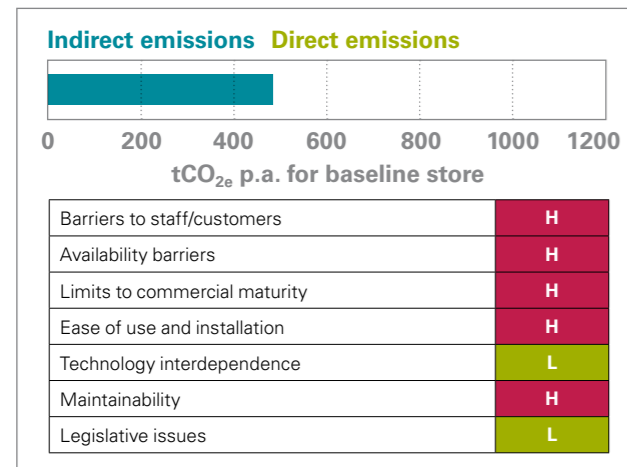 Indirect emissions Direct emissions
0 200 400 600 800 1000 1200
tCO2e p.a. for baseline store
Barriers to staff/customers H
Availability barriers H
Limits to commercial maturity H
Ease of use and installation H
Technology interdependence L
Maintainability H
Legislative issues L